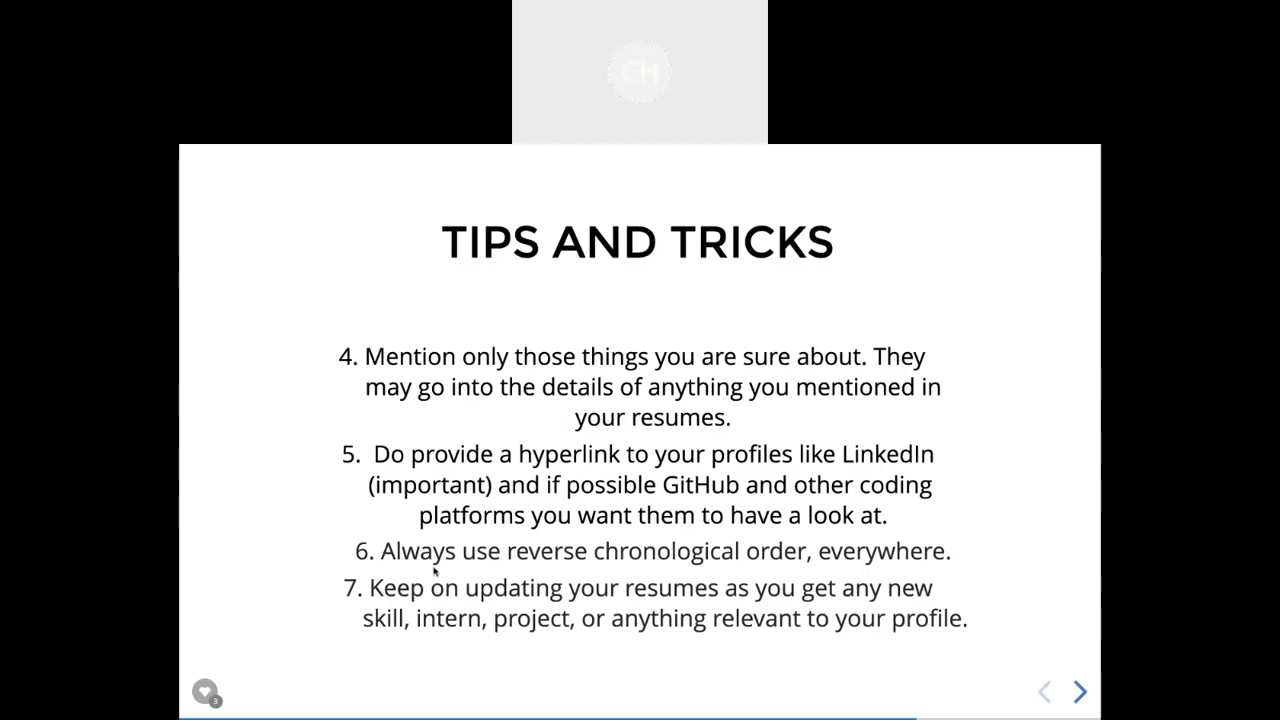 CH
TIPS AND TRICKS
4. Mention only those things you are sure about. They
may go into the details of anything you mentioned in
your resumes.
5. Do provide a hyperlink to your profiles like LinkedIn
(important) and if possible GitHub and other coding
platforms you want them to have a look at.
6. Always use reverse chronological order, everywhere.
7. Keep on updating your resumes as you get any new
skill, intern, project, or anything relevant to your profile.
3